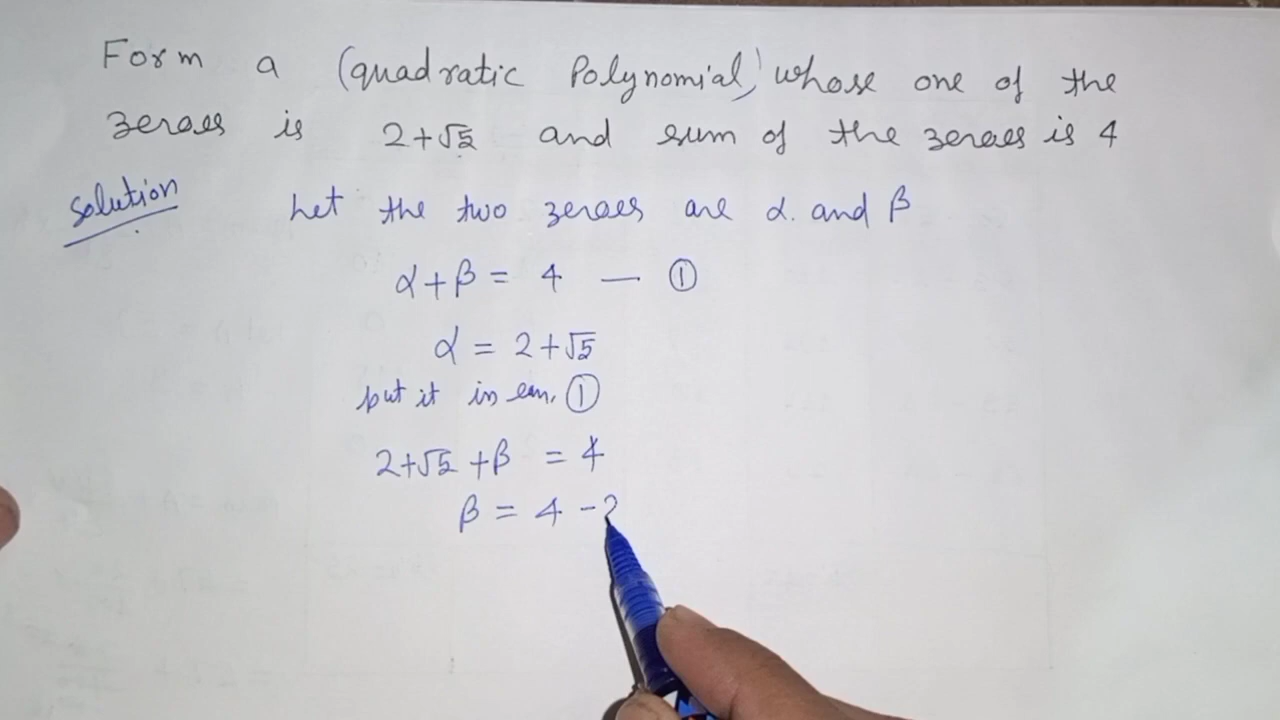 Form a (quadratic Polynomial) whose one of the
zeroes is 2+√5 and sum of the zeroes is 4
Solution Let the two zeroes are α and β
α+β = 4 — ①
α = 2+√5
put it in eqn. ①
2+√5 +β = 4
β = 4 -2